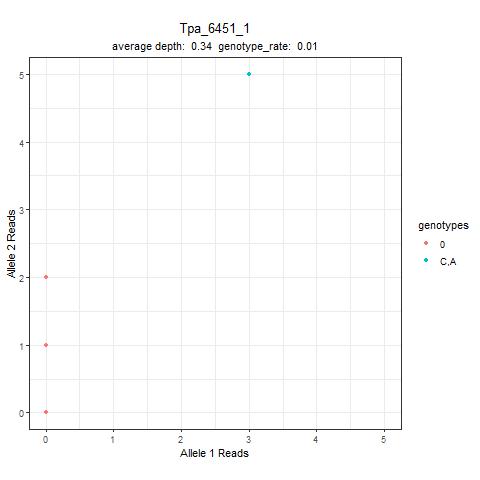 Tpa_6451_1
average depth:  0.34  genotype_rate:  0.01
5
4
3
2
1
0
Allele 2 Reads
0 1 2 3 4 5
Allele 1 Reads
genotypes
0
C,A